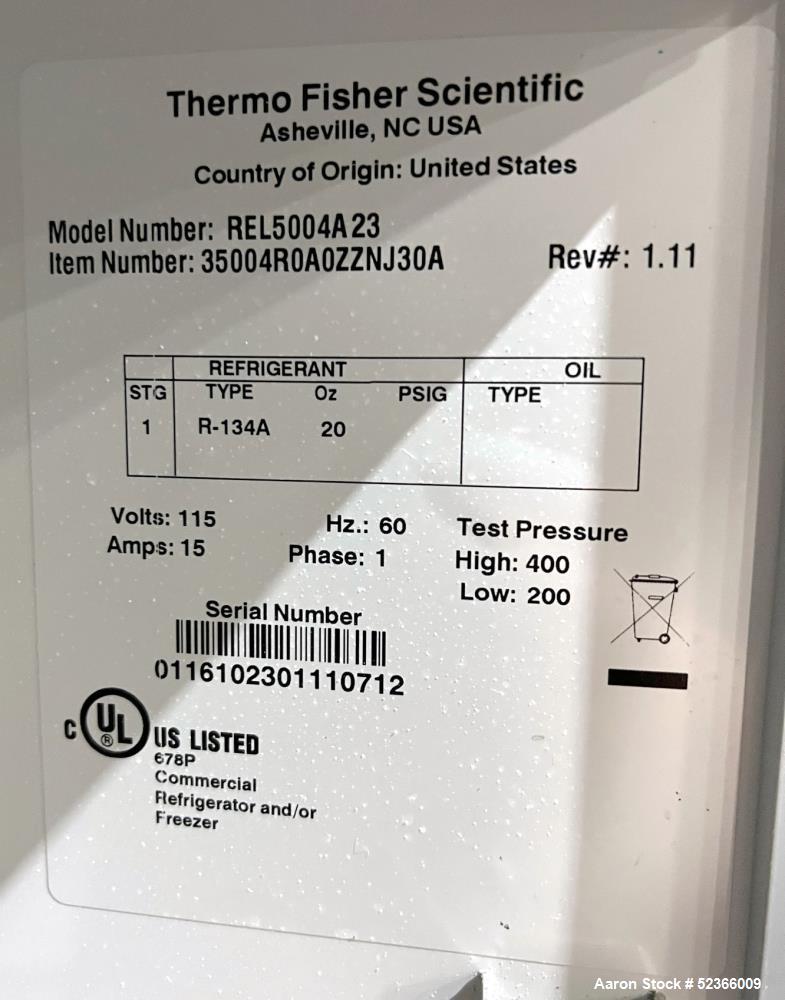 Thermo Fisher Scientific
Asheville, NC USA
Country of Origin: United States
Model Number: REL5004A23
Item Number: 35004R0A0ZZNJ30A Rev#: 1.11
REFRIGERANT OIL
STG TYPE Oz PSIG TYPE
1 R-134A 20
Volts: 115 Hz.: 60 Test Pressure
Amps: 15 Phase: 1 High: 400
Low: 200
Serial Number
0116102301110712
C UL ® US LISTED
678P
Commercial
Refrigerator and/or
Freezer
Aaron Stock # 52366009